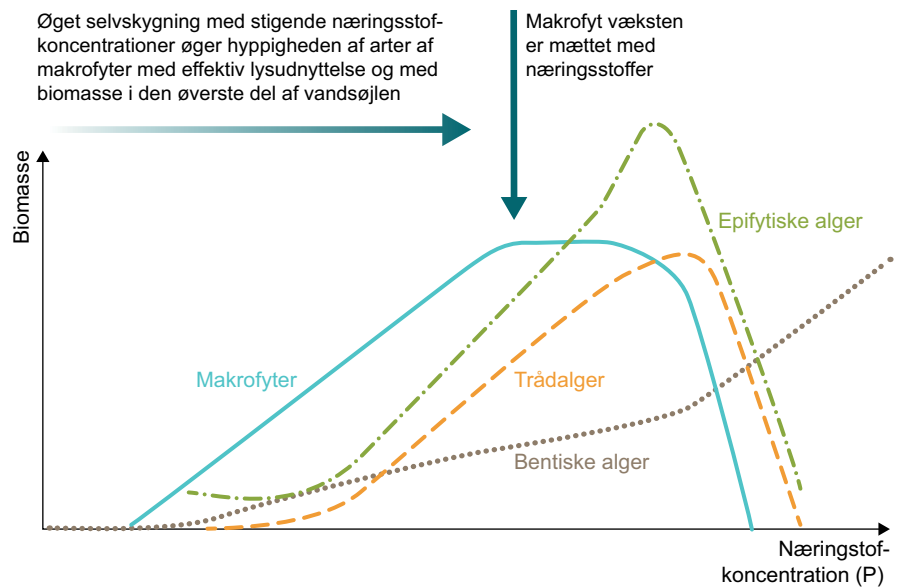 Øget selvskygning med stigende næringsstof-
koncentrationer øger hyppigheden af arter af
makrofyter med effektiv lysudnyttelse og med
biomasse i den øverste del af vandsøjlen
Makrofyt væksten
er mættet med
næringsstoffer
Biomasse
Epifytiske alger
Makrofyter
Trådalger
Bentiske alger
Næringstof-
koncentration (P)